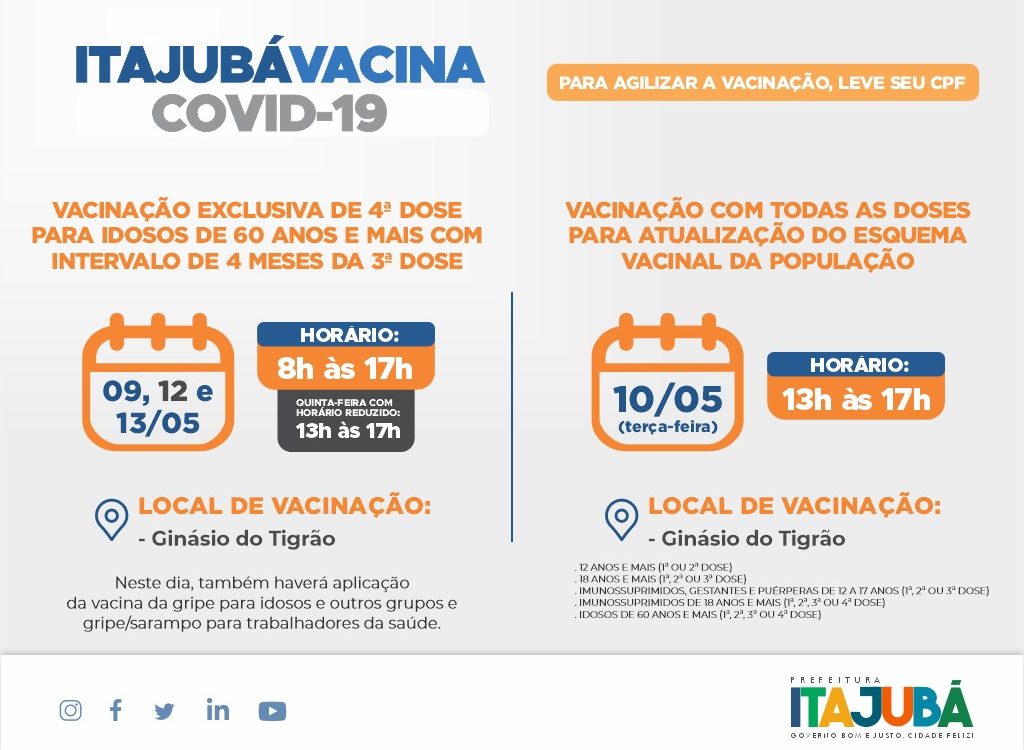 ITAJUBÁVACINA
COVID-19
PARA AGILIZAR A VACINAÇÃO, LEVE SEU CPF
VACINAÇÃO EXCLUSIVA DE 4ª DOSE
PARA IDOSOS DE 60 ANOS E MAIS COM
INTERVALO DE 4 MESES DA 3ª DOSE
09, 12 e
13/05
HORÁRIO:
8h às 17h
QUINTA-FEIRA COM
HORÁRIO REDUZIDO:
13h às 17h
LOCAL DE VACINAÇÃO:
- Ginásio do Tigrão
Neste dia, também haverá aplicação
da vacina da gripe para idosos e outros grupos e
gripe/sarampo para trabalhadores da saúde.
VACINAÇÃO COM TODAS AS DOSES
PARA ATUALIZAÇÃO DO ESQUEMA
VACINAL DA POPULAÇÃO
10/05
(terça-feira)
HORÁRIO:
13h às 17h
LOCAL DE VACINAÇÃO:
- Ginásio do Tigrão
. 12 ANOS E MAIS (1ª OU 2ª DOSE)
. 18 ANOS E MAIS (1ª, 2ª OU 3ª DOSE)
. IMUNOSSUPRIMIDOS, GESTANTES E PUÉRPERAS DE 12 A 17 ANOS (1ª, 2ª OU 3ª DOSE)
. IMUNOSSUPRIMIDOS DE 18 ANOS E MAIS (1ª, 2ª, 3ª OU 4ª DOSE)
. IDOSOS DE 60 ANOS E MAIS (1ª, 2ª, 3ª OU 4ª DOSE)
PREFEITURA
ITAJUBÁ
GOVERNO BOM E JUSTO, CIDADE FELIZ!